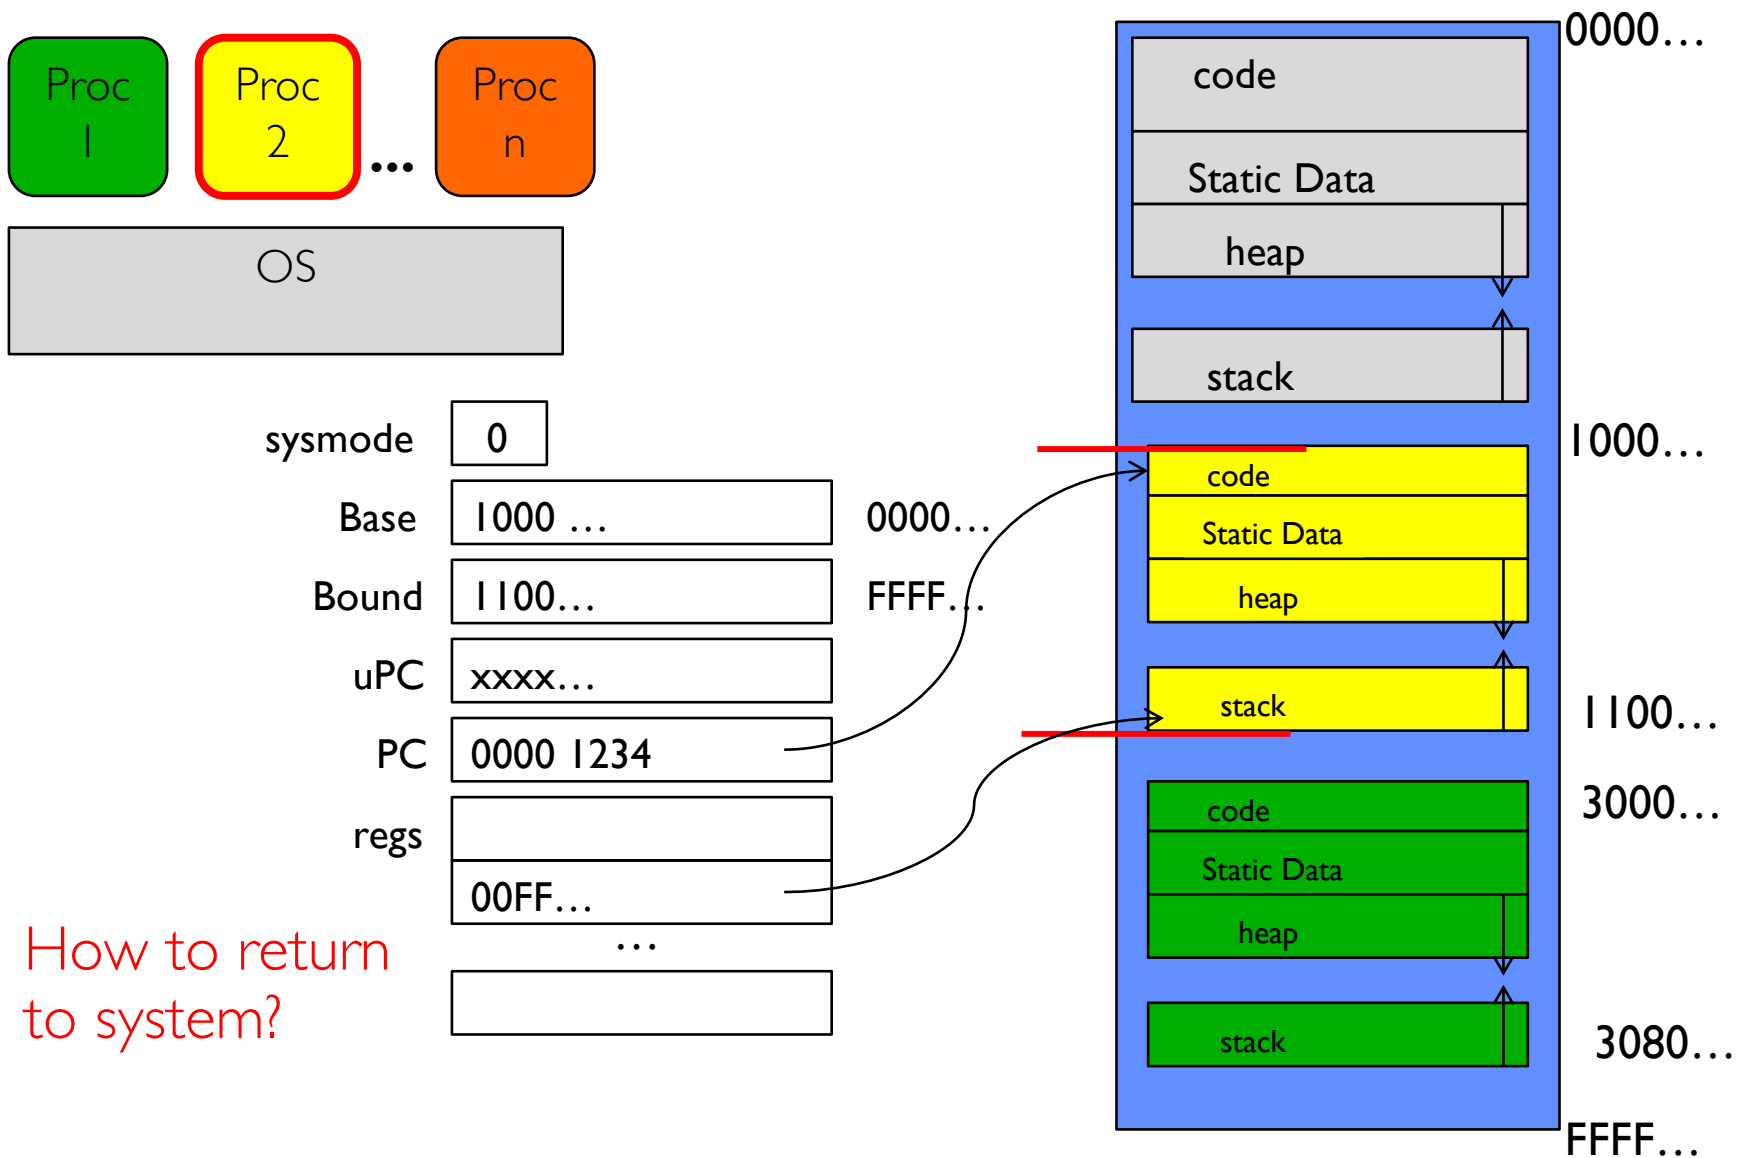 Proc
1
Proc
2
...
Proc
n
OS
sysmode 0
Base 1000 … 0000…
Bound 1100… FFFF…
uPC xxxx…
PC 0000 1234
regs
00FF…
…
How to return
to system?
0000…
code
Static Data
heap
stack
1000…
code
Static Data
heap
stack
1100…
3000…
code
Static Data
heap
stack
3080…
FFFF…